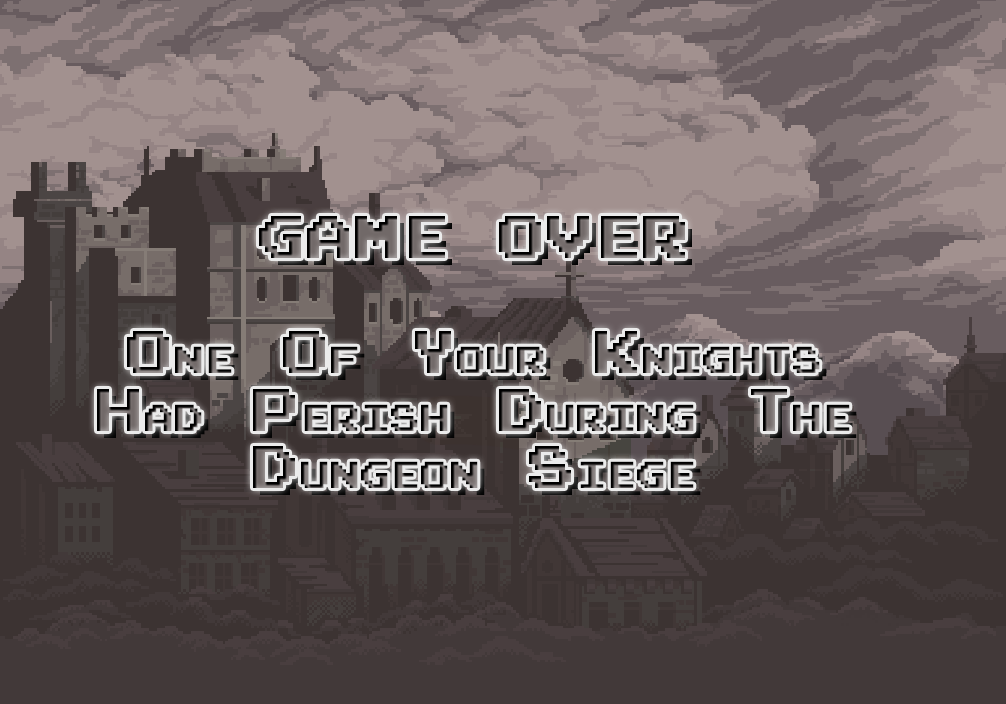 GAME OVER
One Of Your Knights
Had Perish During The
Dungeon Siege